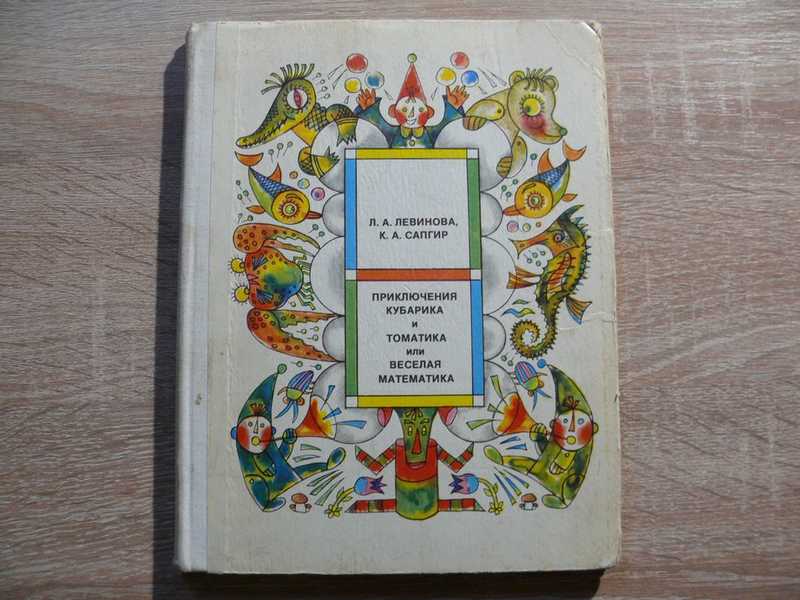 Л. А. ЛЕВИНОВА,
К. А. САПГИР
ПРИКЛЮЧЕНИЯ
КУБАРИКА
и
ТОМАТИКА
или
ВЕСЕЛАЯ
МАТЕМАТИКА